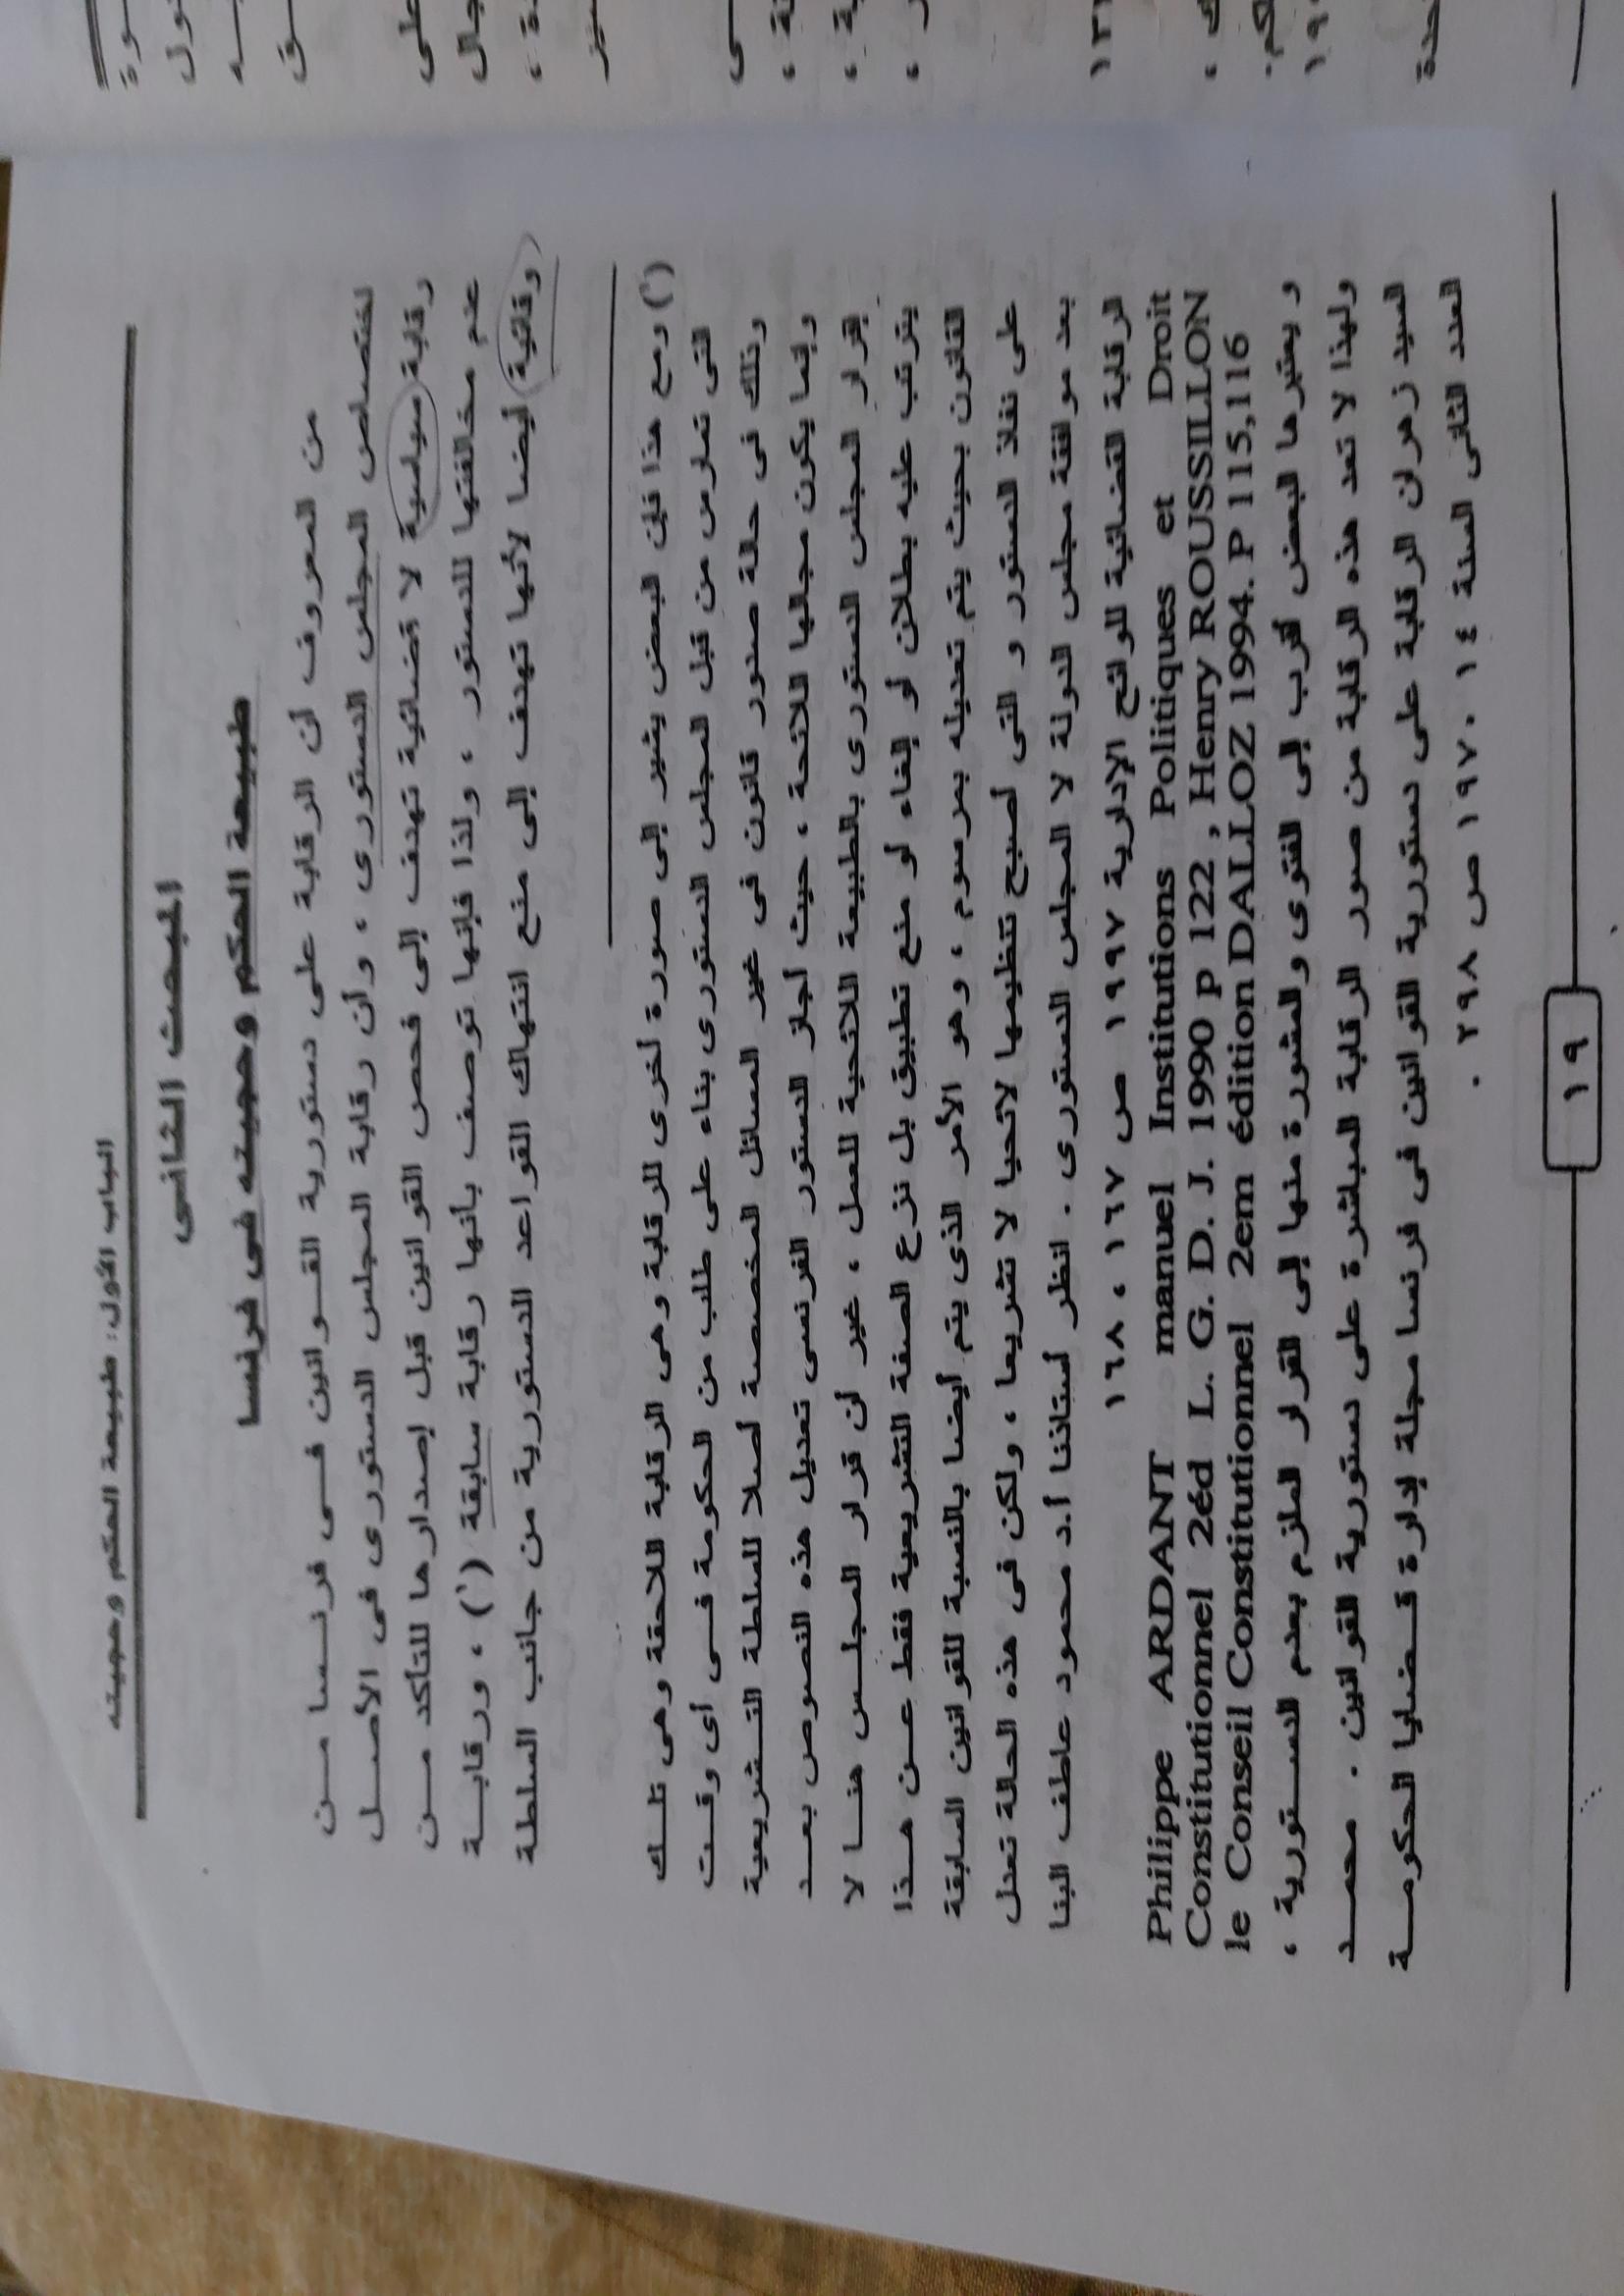 الباب الأول : طبيعة الحكم وحجيته
المبحث الثانى
طبيعة الحكم وحجيته فى فرنسا
من المعروف أن الرقابة على دستورية القوانين فى فرنسا من
اختصاص المجلس الدستورى ، وأن رقابة المجلس الدستورى فى الأصل
رقابة سياسية لا قضائية تهدف إلى فحص القوانين قبل إصدارها للتأكد من
عدم مخالفتها للدستور ، ولذا فإنها توصف بأنها رقابة سابقة (١) ، ورقابة
وقائية أيضا لأنها تهدف إلى منع انتهاك القواعد الدستورية من جانب السلطة
(١) ومع هذا فإن البعض يشير إلى صورة أخرى للرقابة وهى الرقابة اللاحقة وهى تلك
التى تمارس من قبل المجلس الدستورى بناء على طلب من الحكومة فى أى وقت
وذلك فى حالة صدور قانون فى غير المسائل المخصصة أصلا للسلطة التشريعية
وإنما يكون مجالها اللائحة ، حيث أجاز الدستور الفرنسى تعديل هذه النصوص بعد
إقرار المجلس الدستورى بالطبيعة اللائحية للعمل ، غير أن قرار المجلس هنا لا
يترتب عليه بطلان أو إلغاء أو منع تطبيق بل نزع الصفة التشريعية فقط عن هذا
القانون بحيث يتم تعديله بمرسوم ، وهو الأمر الذى يتم أيضا بالنسبة للقوانين السابقة
على نفاذ الدستور و التى أصبح تنظيمها لائحيا لا تشريعا ، ولكن فى هذه الحالة تعدل
بعد موافقة مجلس الدولة لا المجلس الدستورى . انظر أستاذنا أ.د محمود عاطف البنا
الرقابة القضائية للوائح الإدارية ١٩٩٧ ص ١٦٧ ، ١٦٨
Philippe ARDANT manuel Institutions Politiques et Droit
Constitutionnel 2éd L. G. D. J. 1990 P 122 , Henry ROUSSILLON
le Conseil Constitutionnel 2em édition DALLOZ 1994. P 115,116
و يعتبرها البعض أقرب إلى الفتوى والمشورة منها إلى القرار الملزم بعدم الدستورية ،
ولهذا لا تعد هذه الرقابة من صور الرقابة المباشرة على دستورية القوانين . محمد
السيد زهران الرقابة على دستورية القوانين فى فرنسا مجلة إدارة قضايا الحكومة
العدد الثانى السنة ١٤ ١٩٧٠ ص ٢٩٨ .
١٩